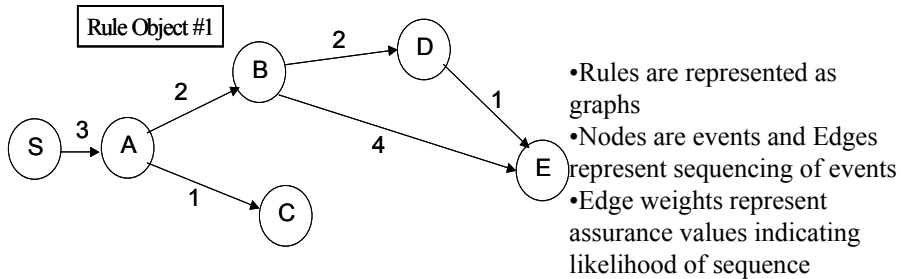 Rule Object #1
2
D
B
2
1
3
4
S
A
E
1
C
•Rules are represented as
graphs
•Nodes are events and Edges
represent sequencing of events
•Edge weights represent
assurance values indicating
likelihood of sequence